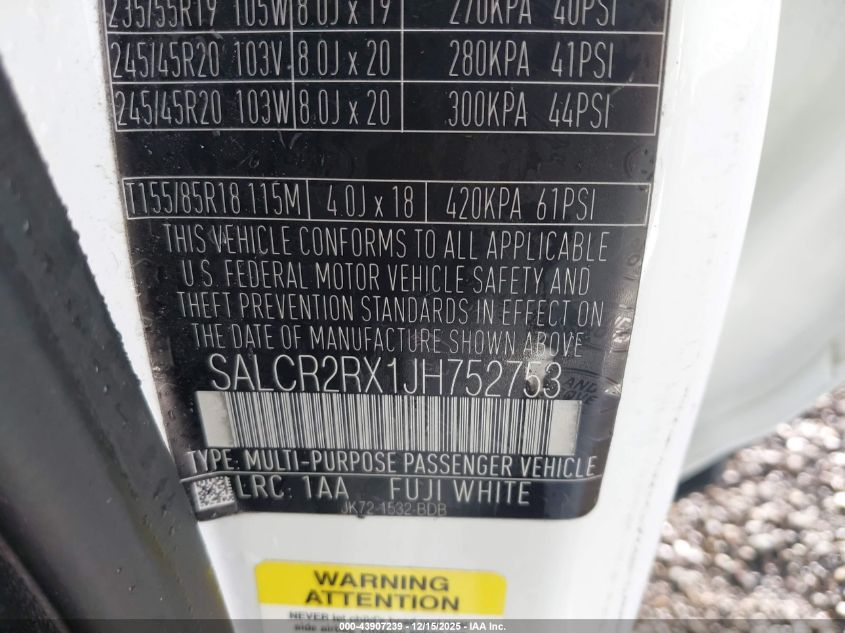 235/55R19 105W 8.0J x 19 270KPA 40PSI
245/45R20 103V 8.0J x 20 280KPA 41PSI
245/45R20 103W 8.0J x 20 300KPA 44PSI
T155/85R18 115M 4.0J x 18 420KPA 61PSI
THIS VEHICLE CONFORMS TO ALL APPLICABLE
U.S. FEDERAL MOTOR VEHICLE SAFETY AND
THEFT PREVENTION STANDARDS IN EFFECT ON
THE DATE OF MANUFACTURE SHOWN ABOVE
SALCR2RX1JH752753
TYPE: MULTI-PURPOSE PASSENGER VEHICLE
LRC: 1AA FUJI WHITE
JK72-1532-BDB
WARNING
ATTENTION
NEVER let
side
000-43907239 - 12/15/2025 - IAA Inc.